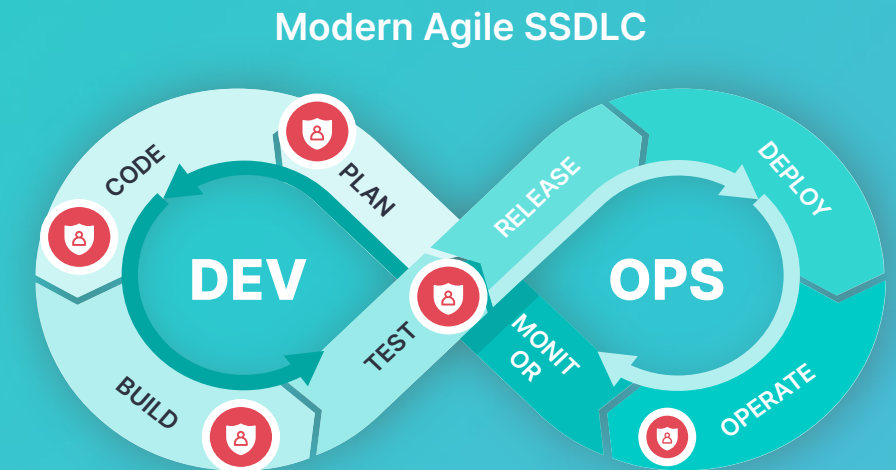 Modern Agile SSDLC
PLAN
CODE
DEV
BUILD
TEST
RELEASE
DEPLOY
OPS
OPERATE
MONIT
OR